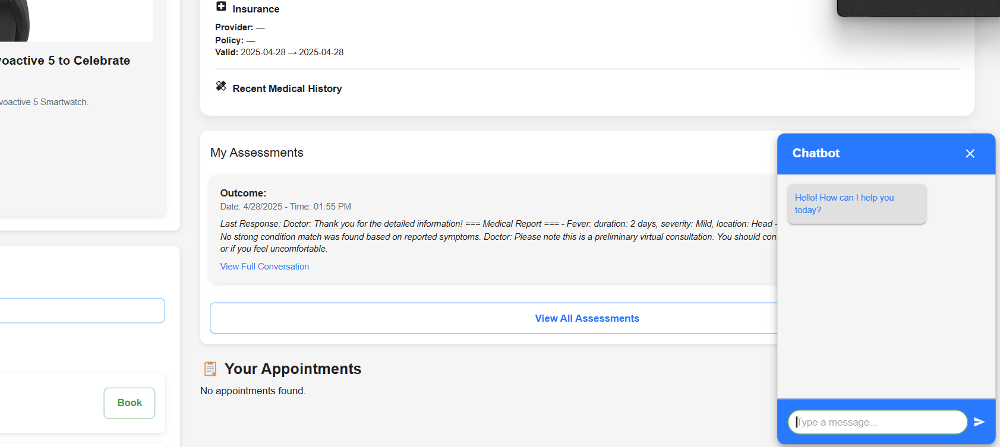 voactive 5 to Celebrate
voactive 5 Smartwatch.
Book
Insurance
Provider: —
Policy: —
Valid: 2025-04-28 → 2025-04-28
Recent Medical History
My Assessments
Outcome:
Date: 4/28/2025 - Time: 01:55 PM
Last Response: Doctor: Thank you for the detailed information! === Medical Report === - Fever: duration: 2 days, severity: Mild, location: Head -
No strong condition match was found based on reported symptoms. Doctor: Please note this is a preliminary virtual consultation. You should con
or if you feel uncomfortable.
View Full Conversation
View All Assessments
Your Appointments
No appointments found.
Chatbot
Hello! How can I help you
today?
Type a message...